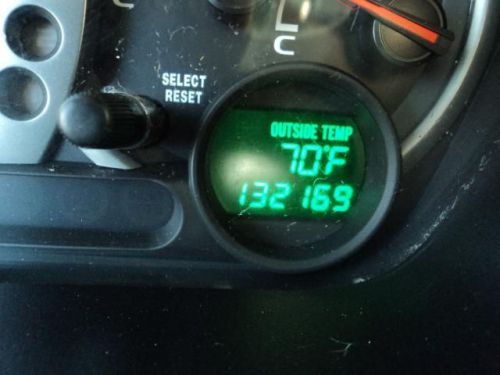 C
C
SELECT
RESET
OUTSIDE TEMP
70°F
132169